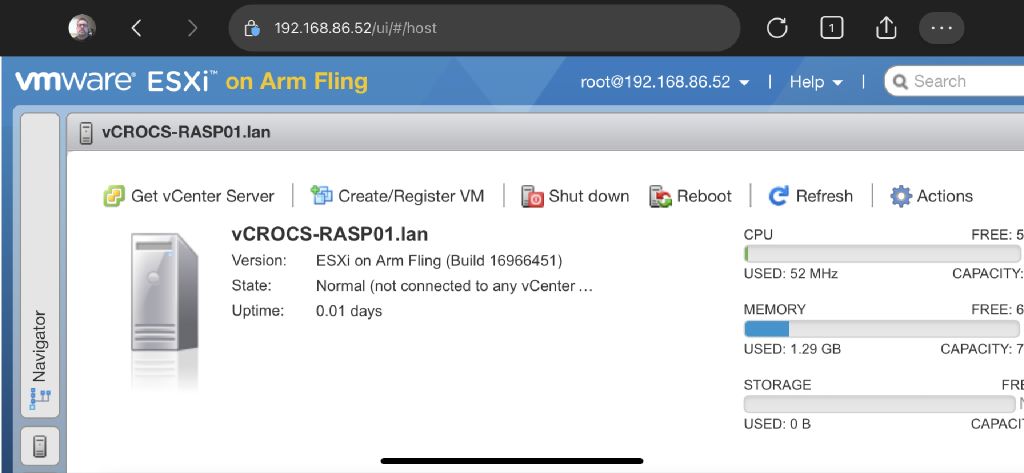 192.168.86.52/ui/#/host
1
vmware® ESXi™ on Arm Fling
root@192.168.86.52 | Help | Search
vCROCS-RASP01.lan
Get vCenter Server | Create/Register VM | Shut down Reboot | Refresh | Actions
vCROCS-RASP01.lan
Version: ESXi on Arm Fling (Build 16966451)
State: Normal (not connected to any vCenter ...
Uptime: 0.01 days
CPU FREE: 5
USED: 52 MHz CAPACITY:
MEMORY FREE: 6
USED: 1.29 GB CAPACITY: 7
STORAGE FRE
USED: 0 B CAPACI
Navigator